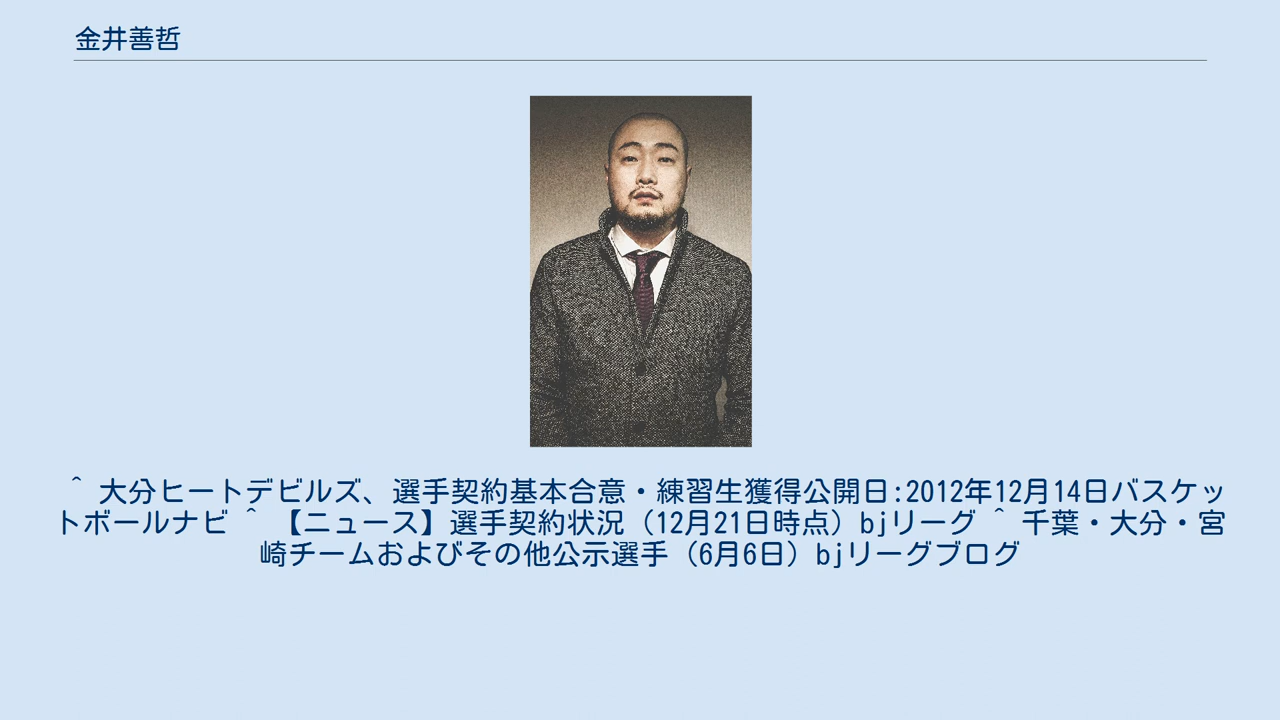 金井善哲
^ 大分ヒートデビルズ、選手契約基本合意・練習生獲得公開日:2012年12月14日バスケッ
トボールナビ ^ 【ニュース】選手契約状況（12月21日時点）bjリーグ ^ 千葉・大分・宮
崎チームおよびその他公示選手（6月6日）bjリーグブログ